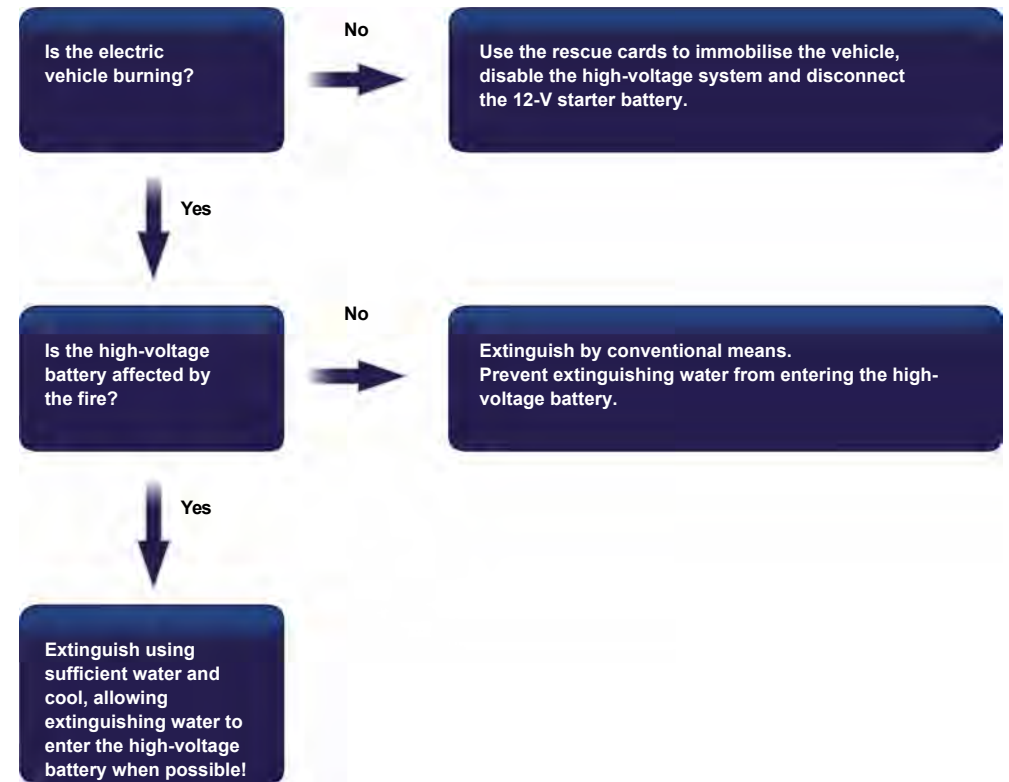 Is the electric
vehicle burning?
No
Use the rescue cards to immobilise the vehicle,
disable the high-voltage system and disconnect
the 12-V starter battery.
Yes
Is the high-voltage
battery affected by
the fire?
No
Extinguish by conventional means.
Prevent extinguishing water from entering the high-
voltage battery.
Yes
Extinguish using
sufficient water and
cool, allowing
extinguishing water to
enter the high-voltage
battery when possible!